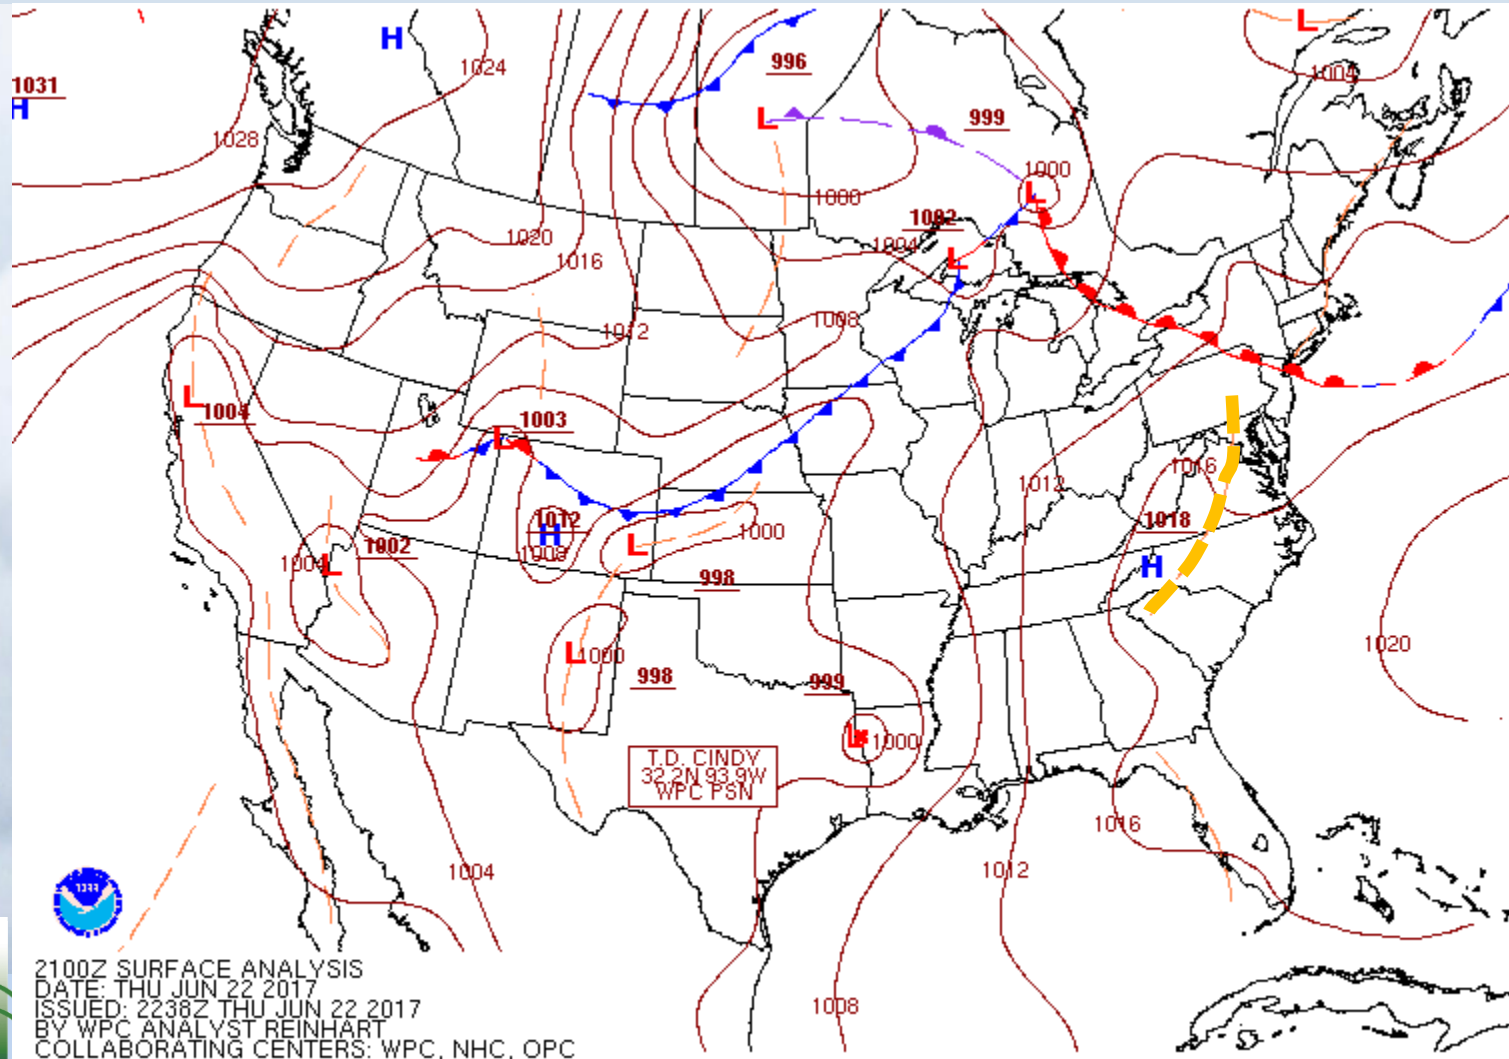 L
H
996
1004
1024
1031
H
L
999
1028
1000
L
1000
1002
1020
1004
L
1016
1008
1012
L
1004
1003
L
1016
1012
1012
H
1018
1002
1000
1008
1004
L
L
H
998
1020
L
1000
998
999
L
1000
T.D. CINDY
32.2N 93.9W
WPC PSN
1016
1004
1012
1008
2100Z SURFACE ANALYSIS
DATE: THU JUN 22 2017
ISSUED: 2238Z THU JUN 22 2017
BY WPC ANALYST REINHART
COLLABORATING CENTERS: WPC, NHC, OPC